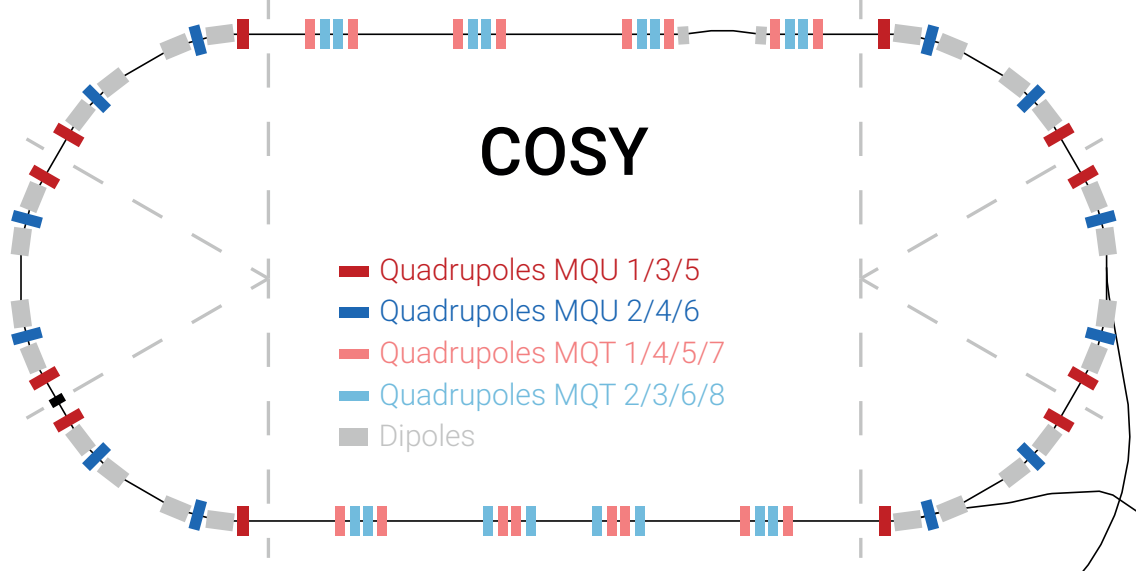 COSY
Quadrupoles MQU 1/3/5
Quadrupoles MQU 2/4/6
Quadrupoles MQT 1/4/5/7
Quadrupoles MQT 2/3/6/8
Dipoles